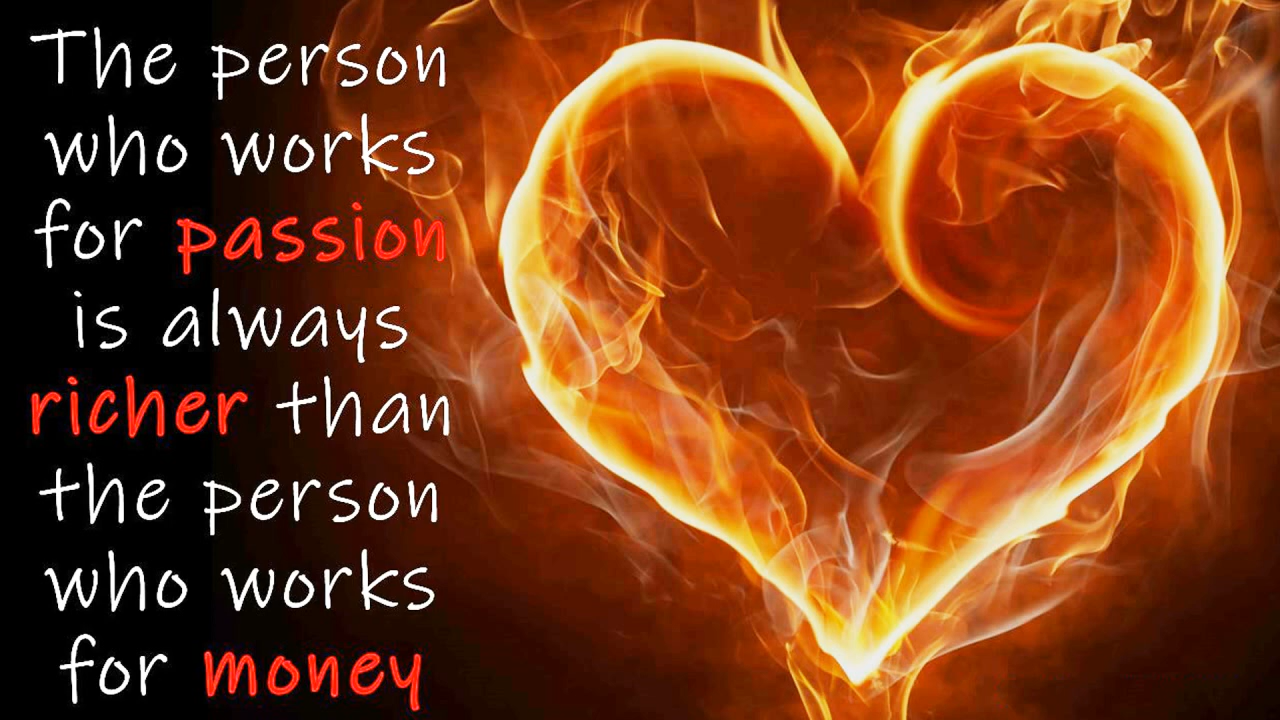 The person
who works
for passion
is always
richer than
the person
who works
for money